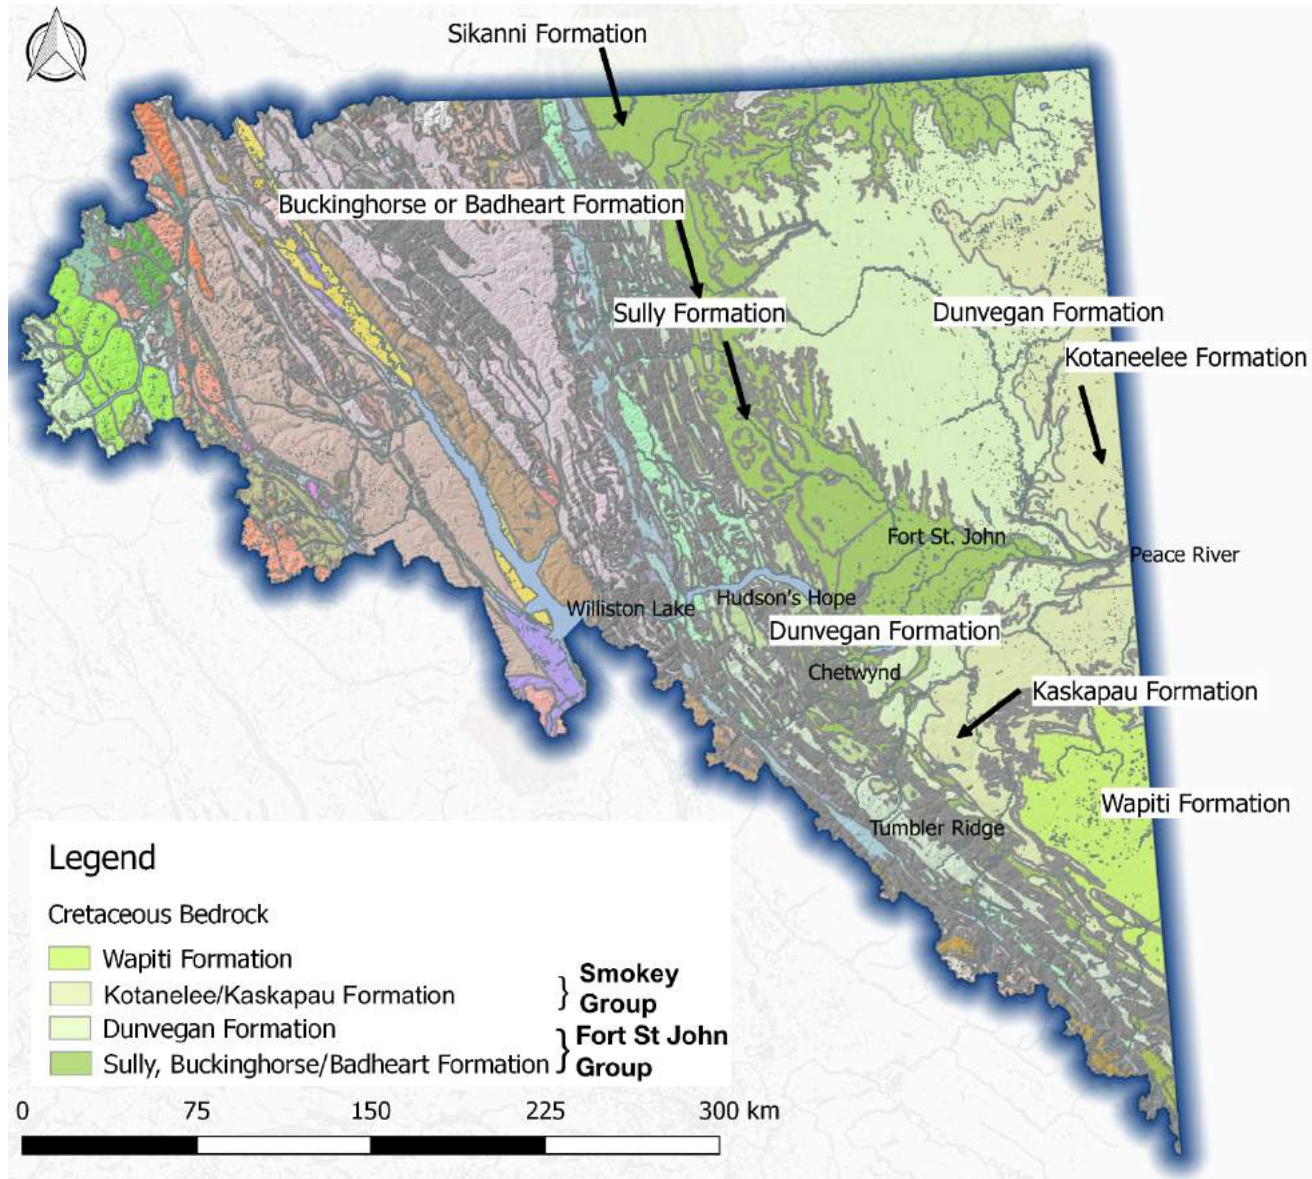 Sikanni Formation
Buckinghorse or Badheart Formation
Sully Formation
Dunvegan Formation
Kotaneelee Formation
Fort St. John
Peace River
Williston Lake
Hudson's Hope
Dunvegan Formation
Chetwynd
Kaskapau Formation
Wapiti Formation
Tumbler Ridge
Legend
Cretaceous Bedrock
Wapiti Formation
Kotanelee/Kaskapau Formation
} Smokey
Group
Dunvegan Formation
Sully, Buckinghorse/Badheart Formation
} Fort St John
Group
0 75 150 225 300 km